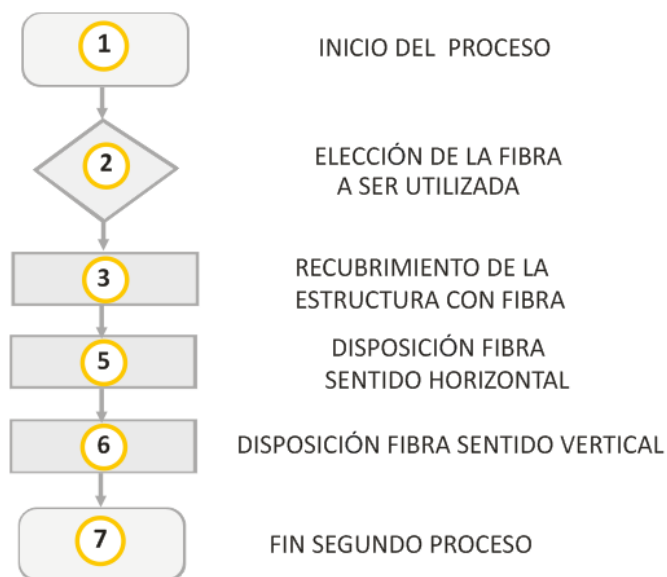 1
INICIO DEL PROCESO
2
ELECCIÓN DE LA FIBRA
A SER UTILIZADA
3
RECUBRIMIENTO DE LA
ESTRUCTURA CON FIBRA
5
DISPOSICIÓN FIBRA
SENTIDO HORIZONTAL
6
DISPOSICIÓN FIBRA SENTIDO VERTICAL
7
FIN SEGUNDO PROCESO